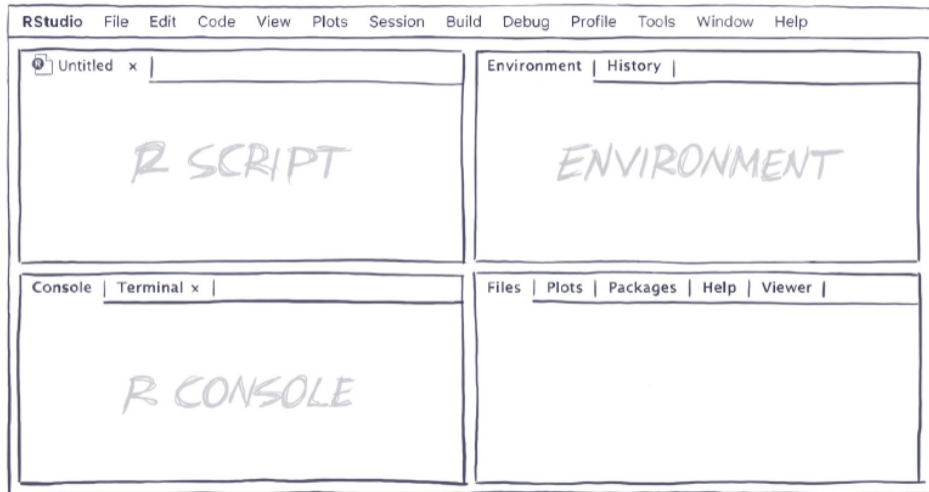 RStudio File Edit Code View Plots Session Build Debug Profile Tools Window Help
R Untitled x
R SCRIPT
Environment | History |
ENVIRONMENT
Console | Terminal x |
R CONSOLE
Files | Plots | Packages | Help | Viewer |